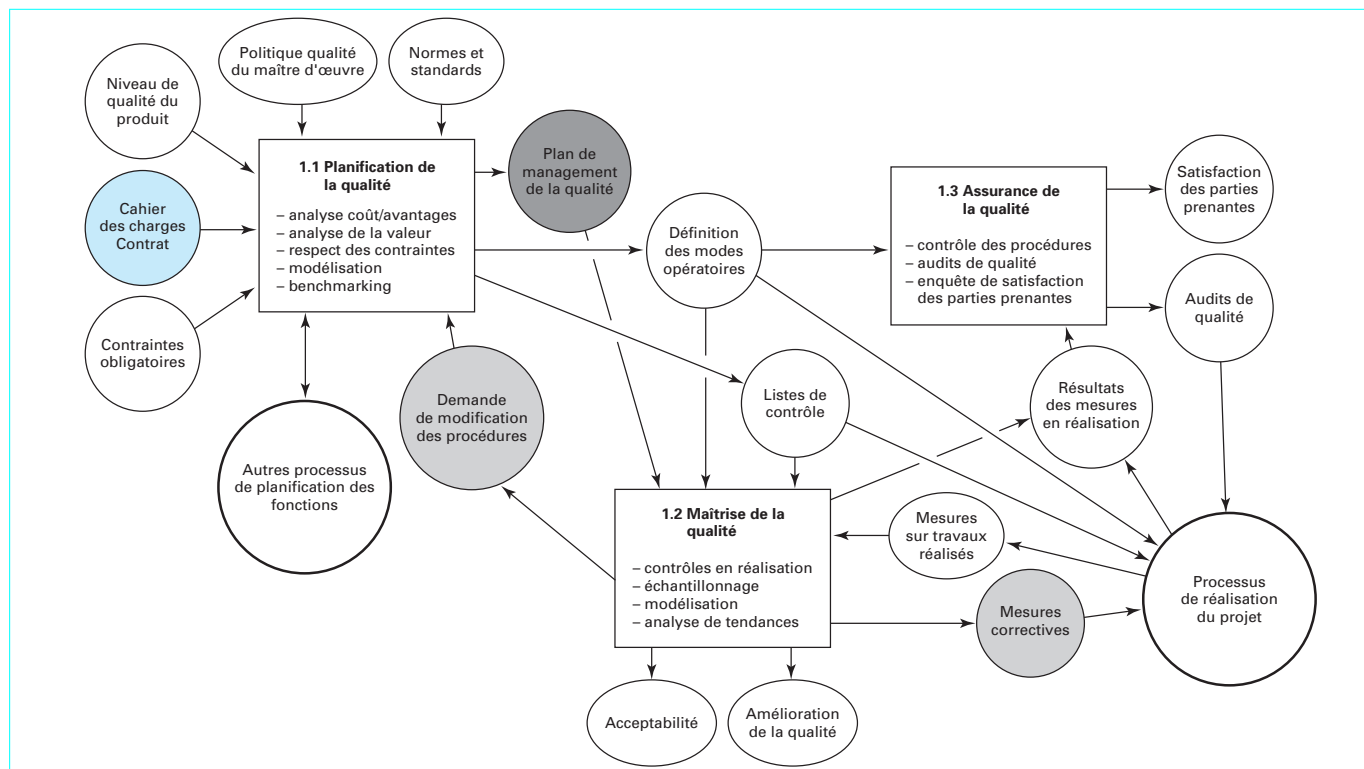 Politique qualité
du maître d'œuvre
Normes et
standards
Niveau de
qualité du
produit
Cahier
des charges
Contrat
Contraintes
obligatoires
1.1 Planification de
la qualité
– analyse coût/avantages
– analyse de la valeur
– respect des contraintes
– modélisation
– benchmarking
Plan de
management
de la qualité
Définition
des modes
opératoires
1.3 Assurance de
la qualité
– contrôle des procédures
– audits de qualité
– enquête de satisfaction
des parties prenantes
Satisfaction
des parties
prenantes
Audits de
qualité
Demande
de modification
des procédures
Listes de
contrôle
Résultats
des mesures
en réalisation
Autres processus
de planification des
fonctions
1.2 Maîtrise de la
qualité
– contrôles en réalisation
– échantillonnage
– modélisation
– analyse de tendances
Mesures
sur travaux
réalisés
Mesures
correctives
Processus
de réalisation
du projet
Acceptabilité
Amélioration
de la qualité